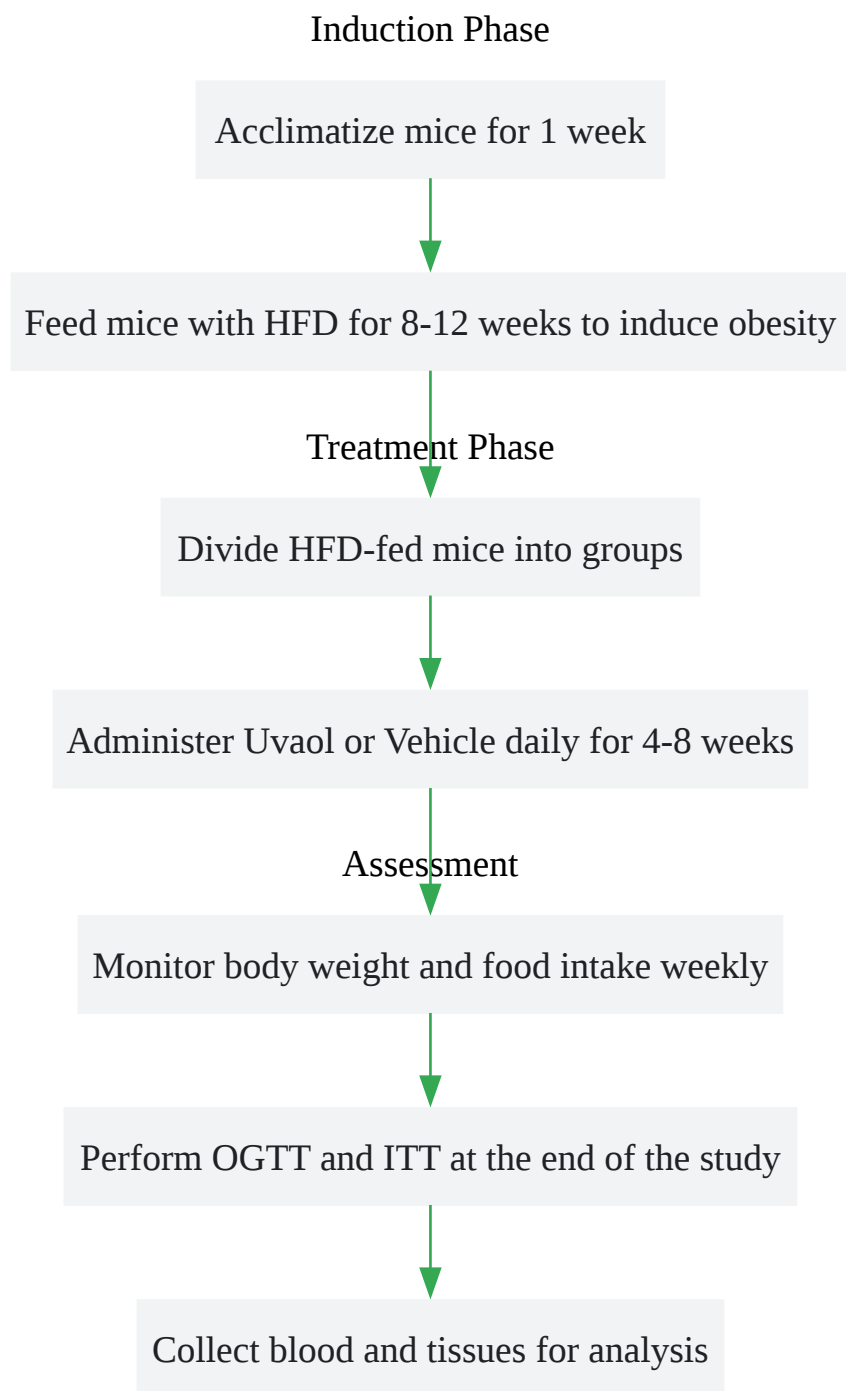 Induction Phase
Acclimatize mice for 1 week
Feed mice with HFD for 8-12 weeks to induce obesity
Treatment Phase
Divide HFD-fed mice into groups
Administer Uvaol or Vehicle daily for 4-8 weeks
Assessment
Monitor body weight and food intake weekly
Perform OGTT and ITT at the end of the study
Collect blood and tissues for analysis